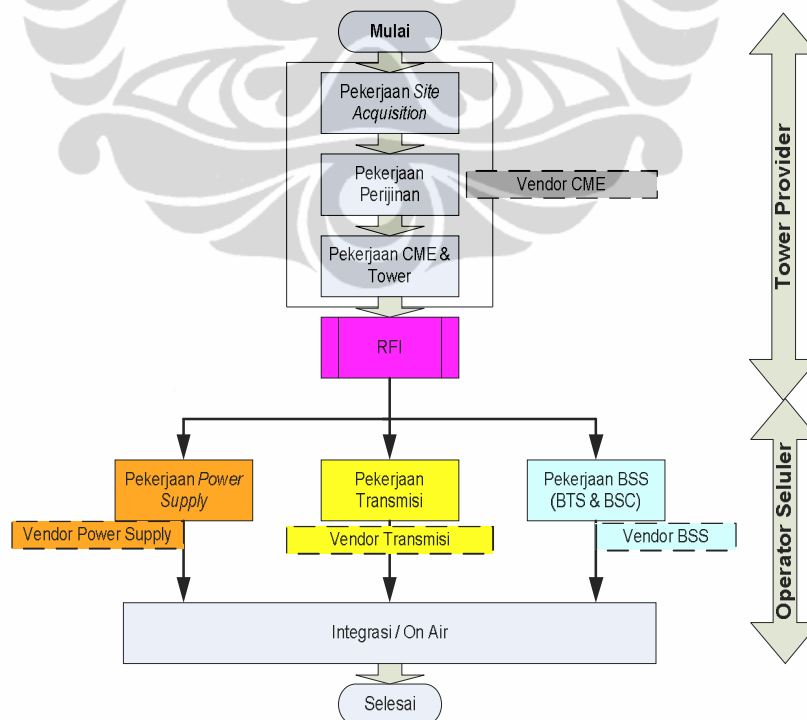 Mulai
Pekerjaan Site
Acquisition
Pekerjaan
Perijinan
Vendor CME
Pekerjaan CME &
Tower
RFI
Tower Provider
Pekerjaan Power
Supply
Vendor Power Supply
Pekerjaan
Transmisi
Vendor Transmisi
Pekerjaan BSS
(BTS & BSC)
Vendor BSS
Operator Seluler
Integrasi / On Air
Selesai